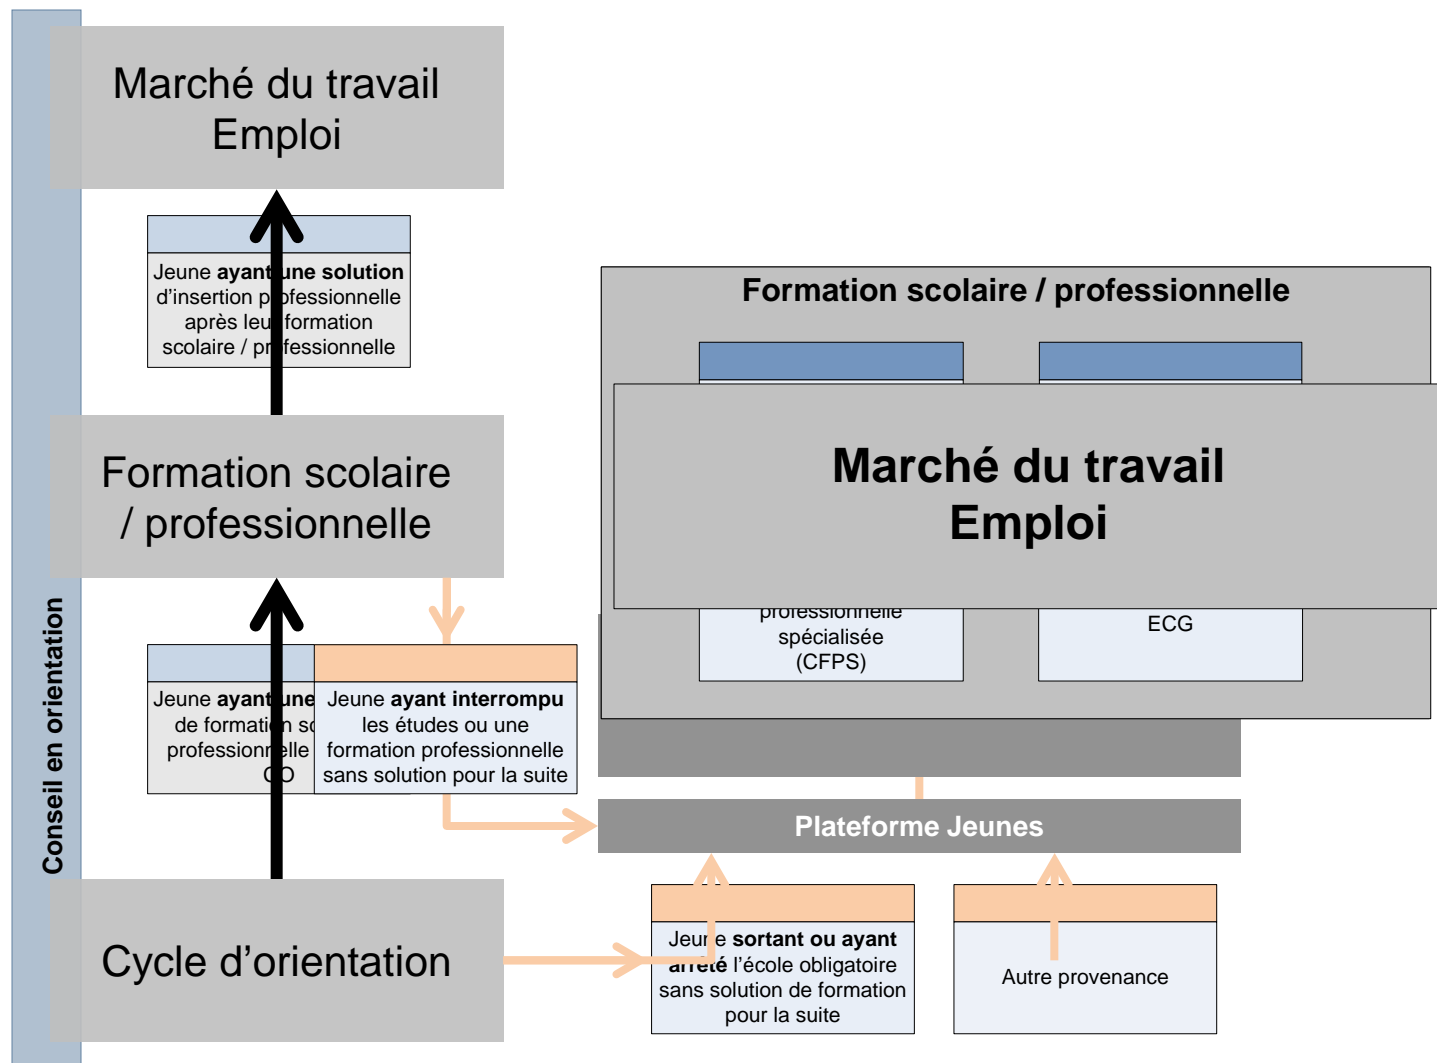 Marché du travail
Emploi
Jeune ayant une solution
d'insertion professionnelle
après leur formation
scolaire / professionnelle
Formation scolaire
/ professionnelle
Jeune ayant une
de formation
professionnelle
CO
Jeune ayant interrompu
les études ou une
formation professionnelle
sans solution pour la suite
Cycle d'orientation
Conseil en orientation
Formation scolaire / professionnelle
Marché du travail
Emploi
professionnelle
spécialisée
(CFPS)
ECG
Plateforme Jeunes
Jeune sortant ou ayant
arrêté l'école obligatoire
sans solution de formation
pour la suite
Autre provenance